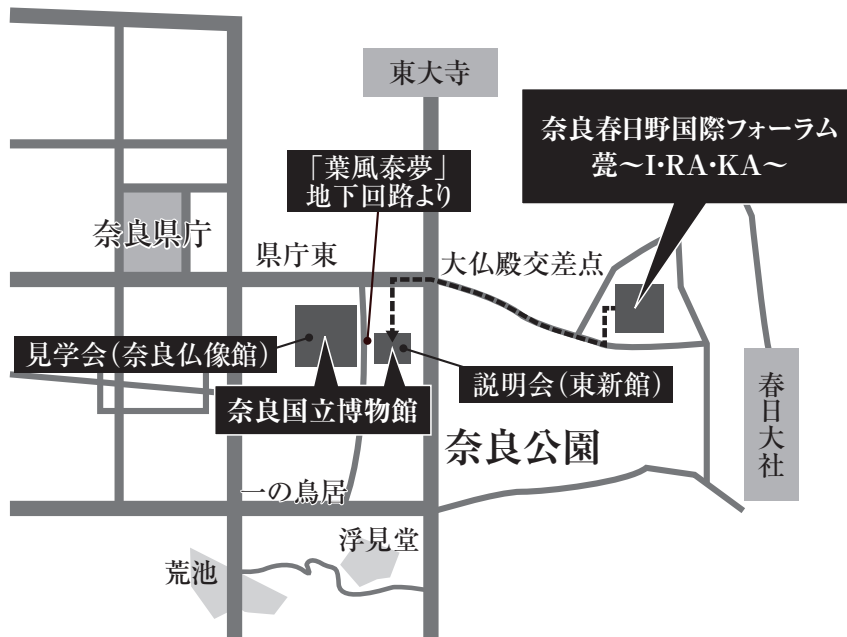 東大寺
奈良春日野国際フォーラム
甍〜I・RA・KA〜
「葉風泰夢」
地下回路より
奈良県庁
県庁東
大仏殿交差点
見学会(奈良仏像館)
説明会(東新館)
奈良国立博物館
奈良公園
春日大社
一の鳥居
浮見堂
荒池